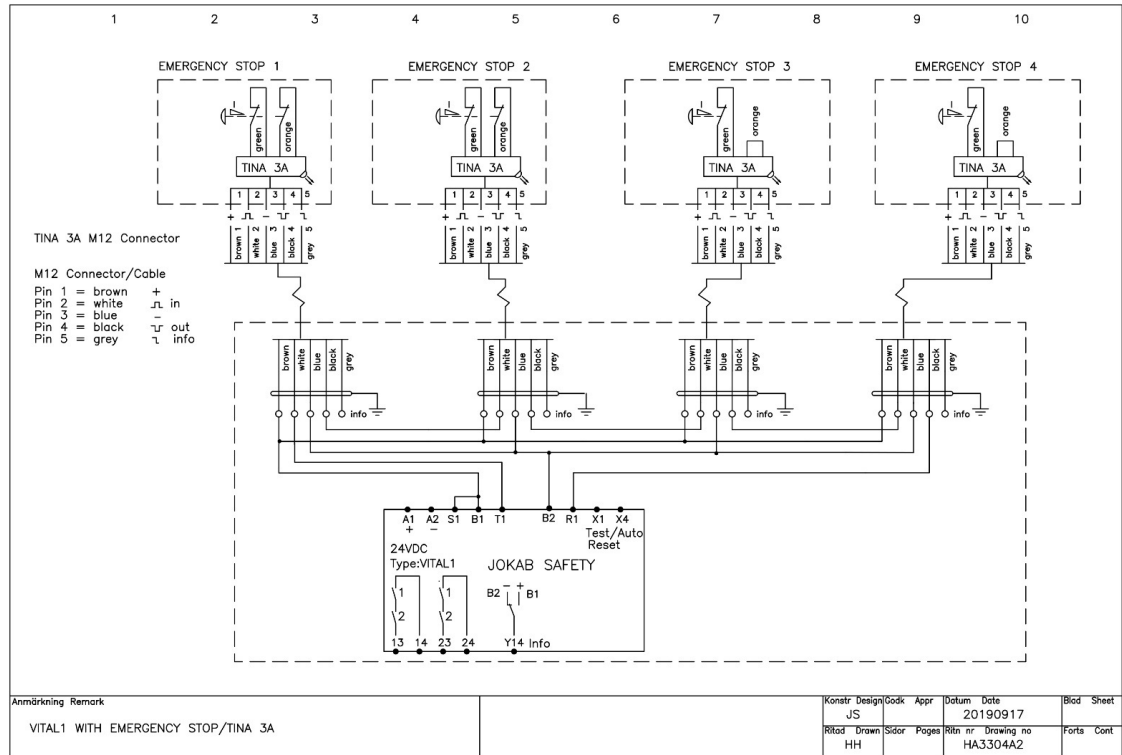 1 2 3 4 5 6 7 8 9 10
EMERGENCY STOP 1 EMERGENCY STOP 2 EMERGENCY STOP 3 EMERGENCY STOP 4
green orange green orange green orange green orange
TINA 3A TINA 3A TINA 3A TINA 3A
1 2 3 4 5 1 2 3 4 5 1 2 3 4 5 1 2 3 4 5
+ − + − + − + −
brown 1 white 2 blue 3 black 4 grey 5 brown 1 white 2 blue 3 black 4 grey 5 brown 1 white 2 blue 3 black 4 grey 5 brown 1 white 2 blue 3 black 4 grey 5
TINA 3A M12 Connector
M12 Connector/Cable
Pin 1 = brown +
Pin 2 = white in
Pin 3 = blue −
Pin 4 = black out
Pin 5 = grey info
brown white blue black grey brown white blue black grey brown white blue black grey brown white blue black grey
info info info info
A1 A2 S1 B1 T1 B2 R1 X1 X4
+ − Test/Auto
Reset
24VDC
Type:VITAL1 JOKAB SAFETY
1 1 B2 − + B1
2 2
13 14 23 24 Y14 Info
Anmärkning Remark
VITAL1 WITH EMERGENCY STOP/TINA 3A
Konstr Design Godk Appr Datum Date Blad Sheet
JS 20190917
Ritad Drawn Sidor Pages Ritn nr Drawing no Forts Cont
HH HA3304A2